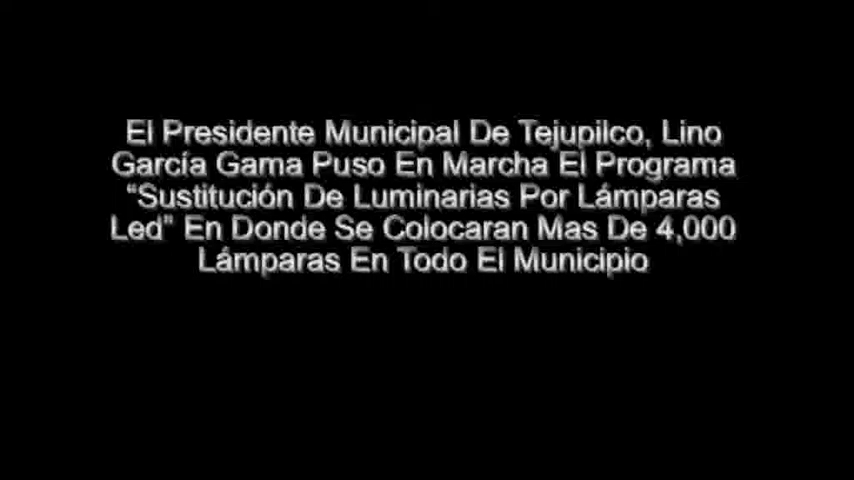 El Presidente Municipal De Tejupilco, Lino
García Gama Puso En Marcha El Programa
“Sustitución De Luminarias Por Lámparas
Led” En Donde Se Colocaran Mas De 4,000
Lámparas En Todo El Municipio